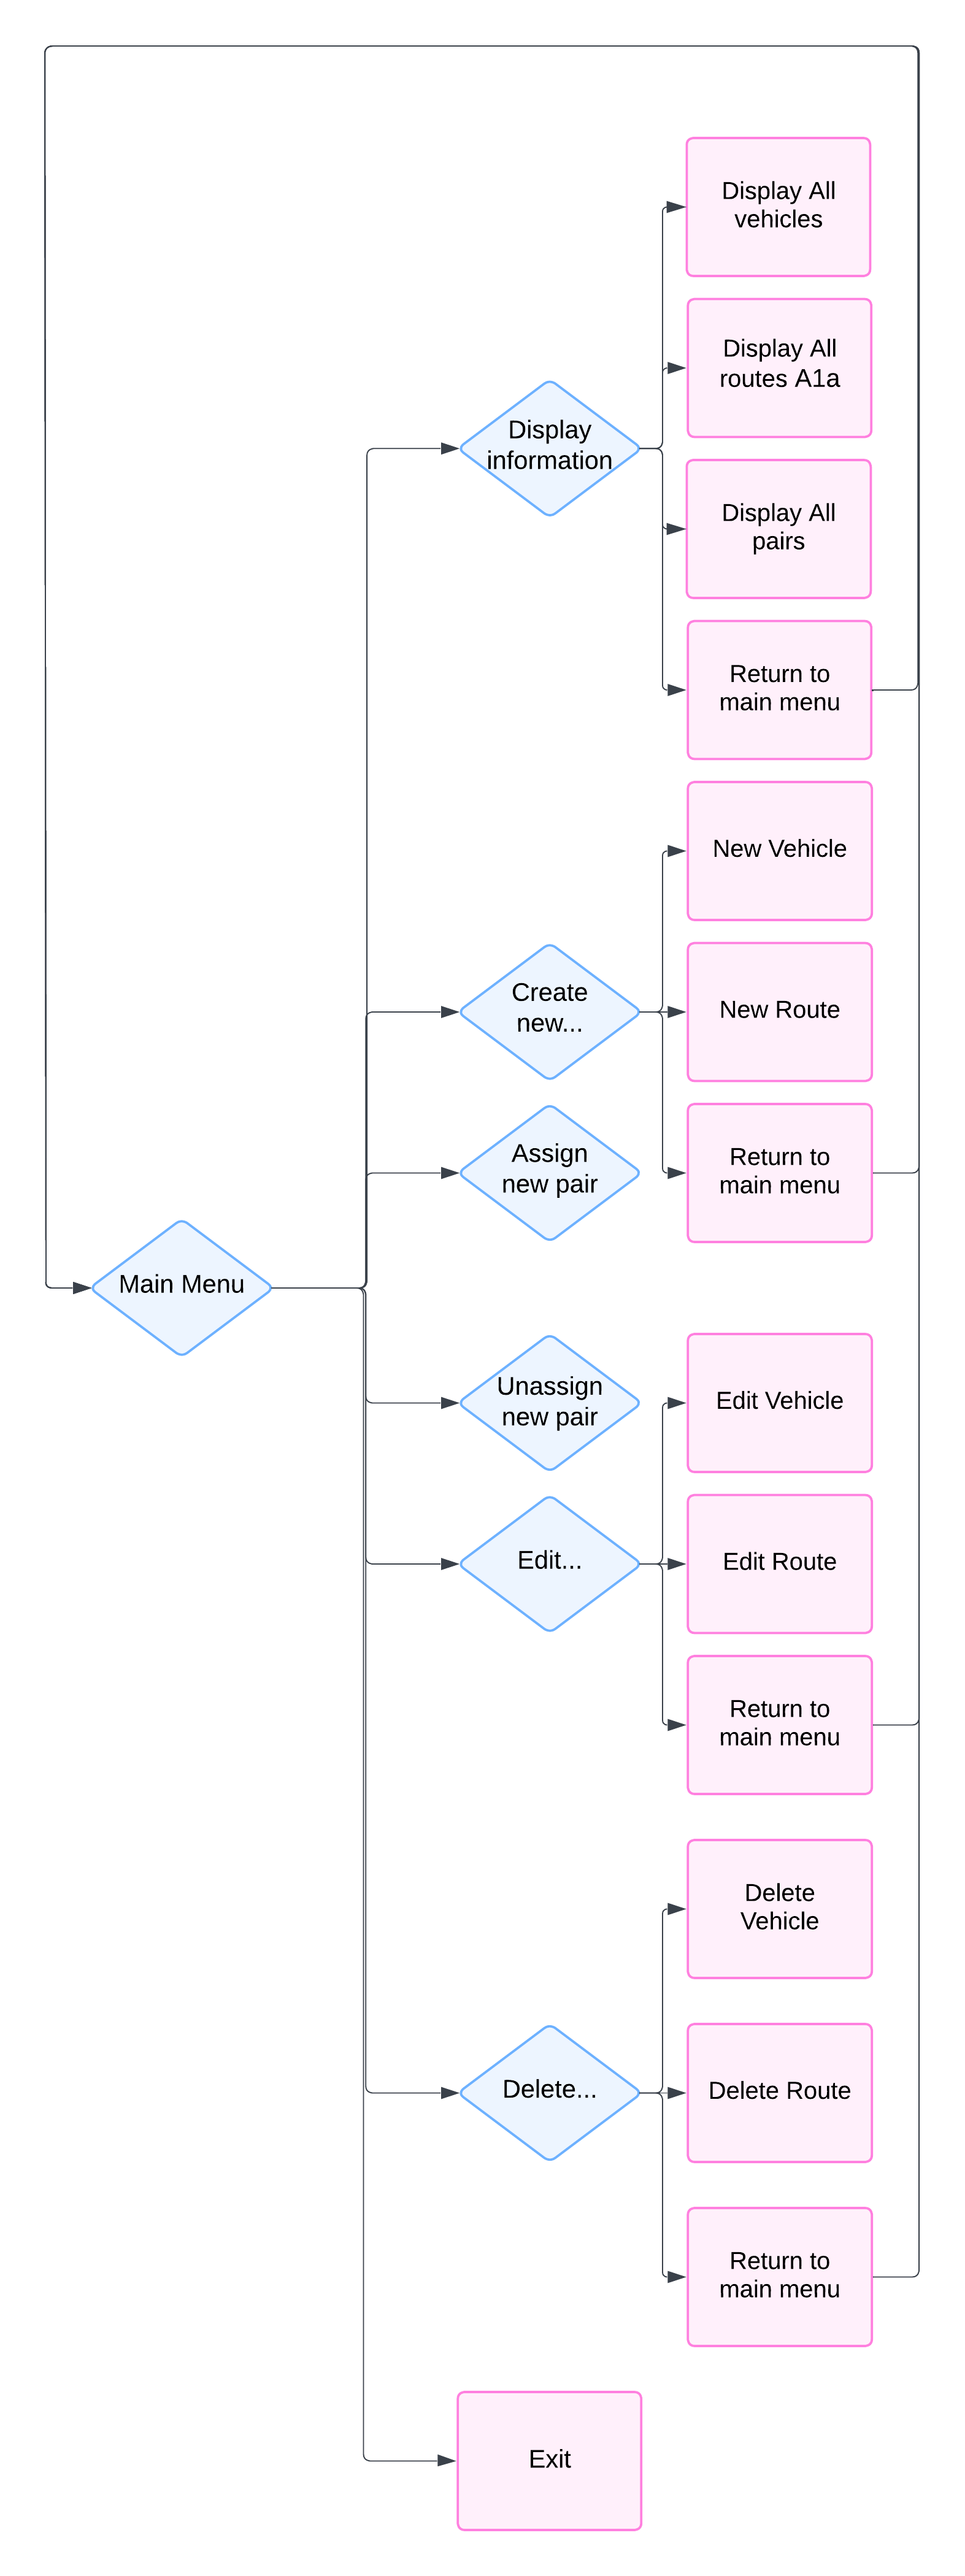 Display All
vehicles
Display All
routes A1a
Display
information
Display All
pairs
Return to
main menu
New Vehicle
Create
new...
New Route
Assign
new pair
Return to
main menu
Main Menu
Unassign
new pair
Edit Vehicle
Edit...
Edit Route
Return to
main menu
Delete
Vehicle
Delete...
Delete Route
Return to
main menu
Exit